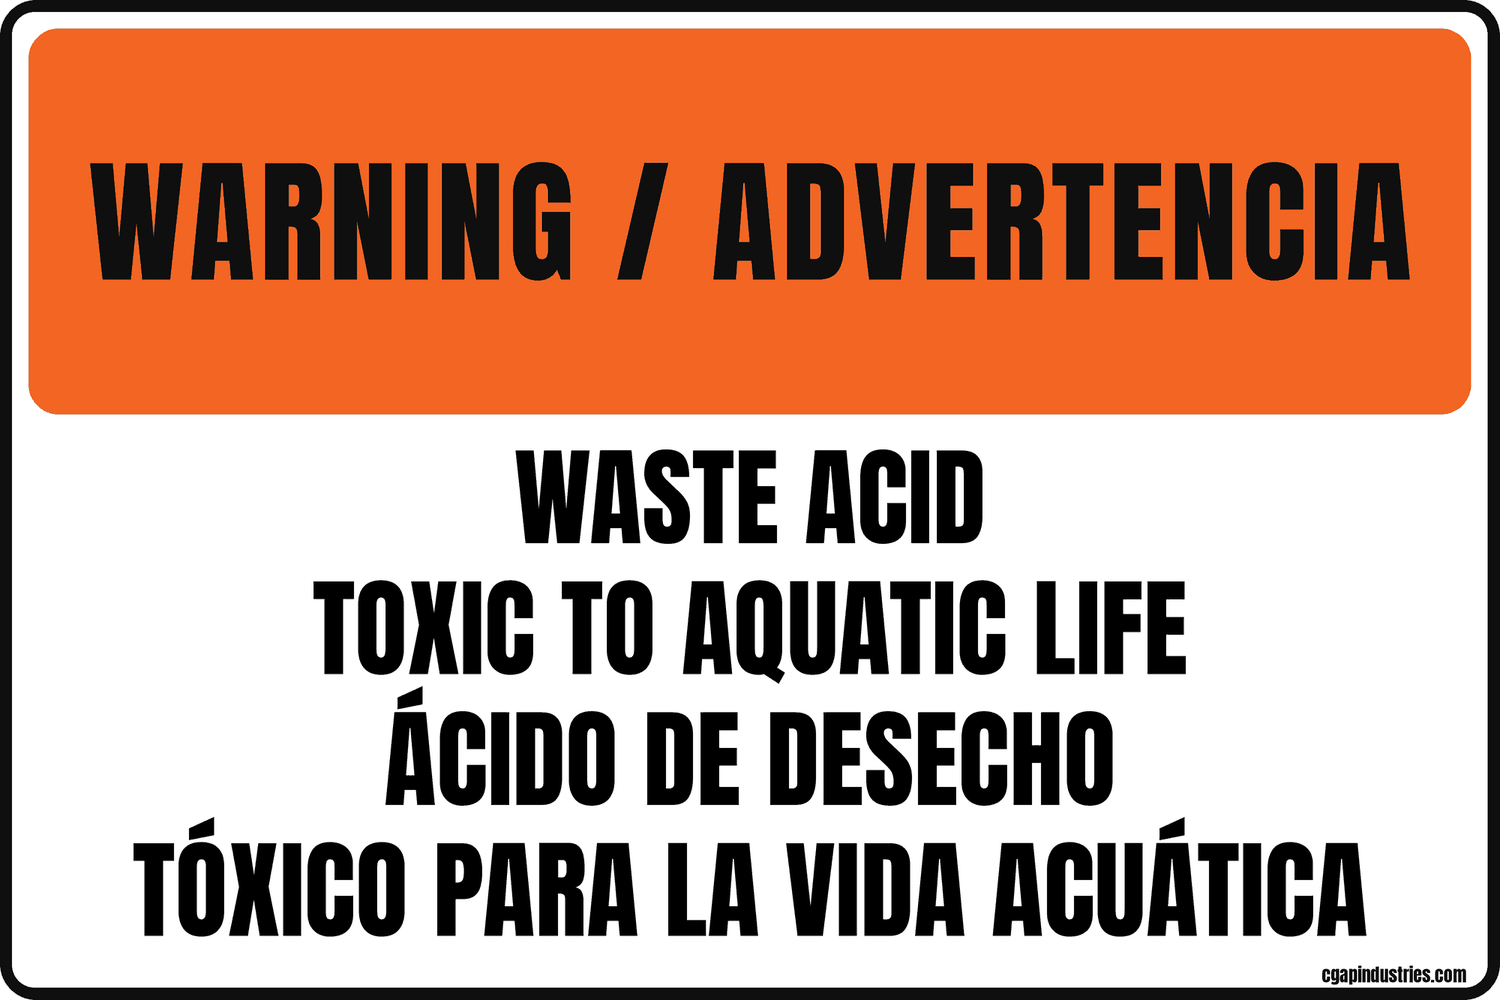 WARNING / ADVERTENCIA
WASTE ACID
TOXIC TO AQUATIC LIFE
ÁCIDO DE DESECHO
TÓXICO PARA LA VIDA ACUÁTICA
cgapindustries.com